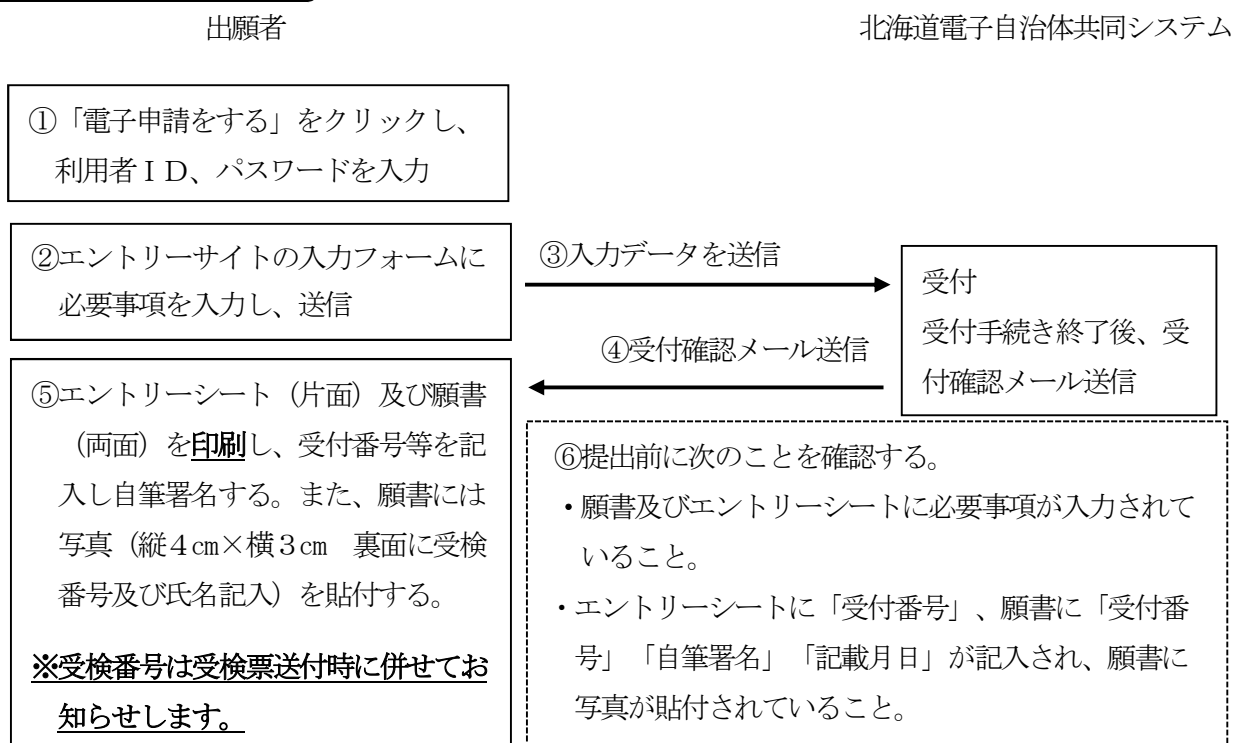 出願者
北海道電子自治体共同システム
①「電子申請をする」をクリックし、
利用者ＩＤ、パスワードを入力
②エントリーサイトの入力フォームに
必要事項を入力し、送信
③入力データを送信
受付
受付手続き終了後、受
付確認メール送信
④受付確認メール送信
⑤エントリーシート（片面）及び願書
（両面）を印刷し、受付番号等を記
入し自筆署名する。また、願書には
写真（縦４㎝×横３㎝　裏面に受検
番号及び氏名記入）を貼付する。
※受検番号は受検票送付時に併せてお
知らせします。
⑥提出前に次のことを確認する。
・願書及びエントリーシートに必要事項が入力されて
いること。
・エントリーシートに「受付番号」、願書に「受付番
号」「自筆署名」「記載月日」が記入され、願書に
写真が貼付されていること。